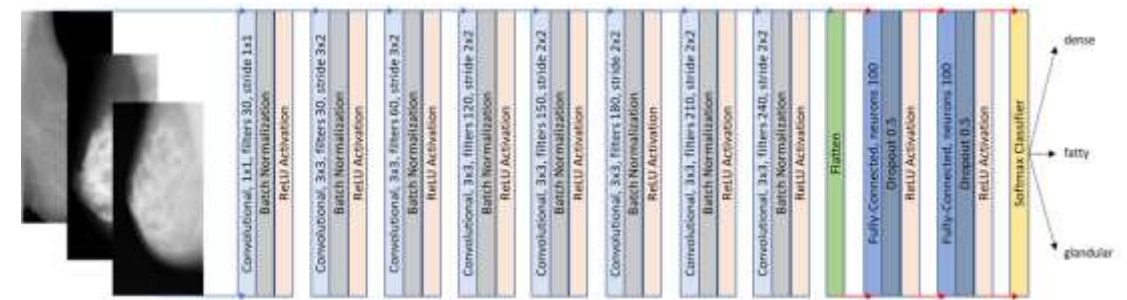 Convolutional, 1x1, filters 30, stride 1x1
Batch Normalization
ReLU Activation
Convolutional, 3x3, filters 30, stride 3x2
Batch Normalization
ReLU Activation
Convolutional, 3x3, filters 60, stride 3x2
Batch Normalization
ReLU Activation
Convolutional, 3x3, filters 120, stride 2x2
Batch Normalization
ReLU Activation
Convolutional, 3x3, filters 150, stride 2x2
Batch Normalization
ReLU Activation
Convolutional, 3x3, filters 180, stride 2x2
Batch Normalization
ReLU Activation
Convolutional, 3x3, filters 210, stride 2x2
Batch Normalization
ReLU Activation
Convolutional, 3x3, filters 240, stride 2x2
Batch Normalization
ReLU Activation
Flatten
Fully-Connected, neurons 100
Dropout 0.5
ReLU Activation
Fully-Connected, neurons 100
Dropout 0.5
ReLU Activation
Softmax Classifier
dense
fatty
glandular